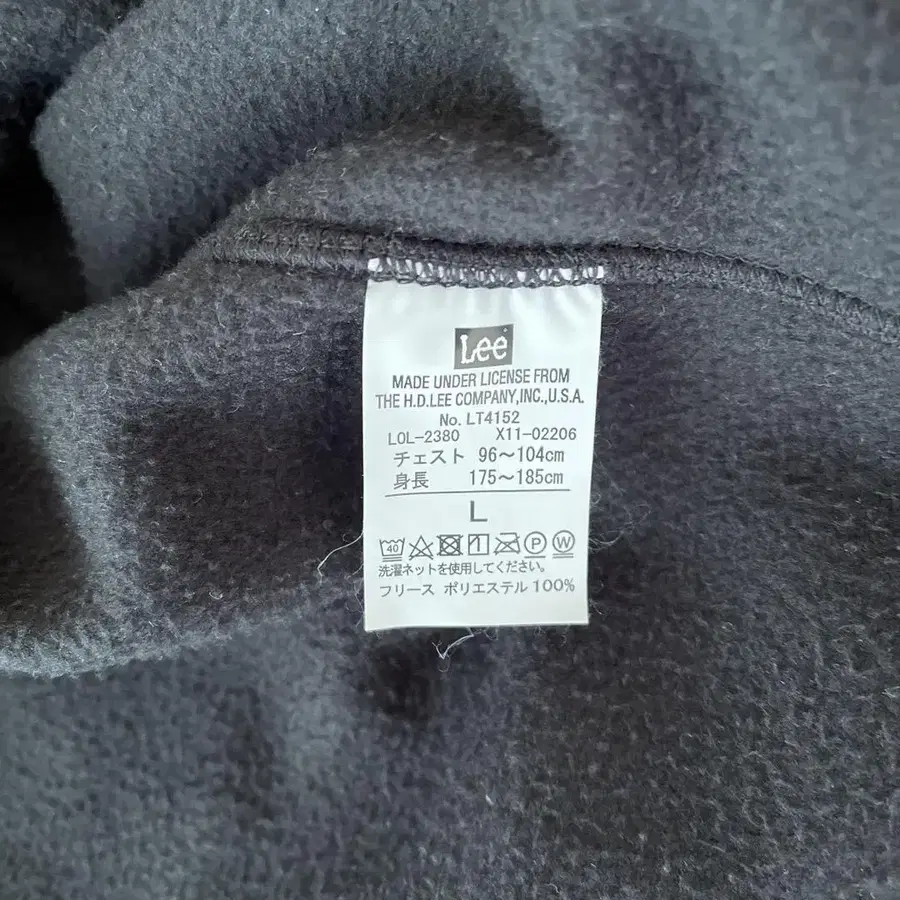 Lee
MADE UNDER LICENSE FROM
THE H.D.LEE COMPANY,INC.,U.S.A.
No. LT4152
LOL-2380 X11-02206
チェスト 96〜104cm
身長 175〜185cm
L
40 P W
洗濯ネットを使用してください。
フリース ポリエステル 100%